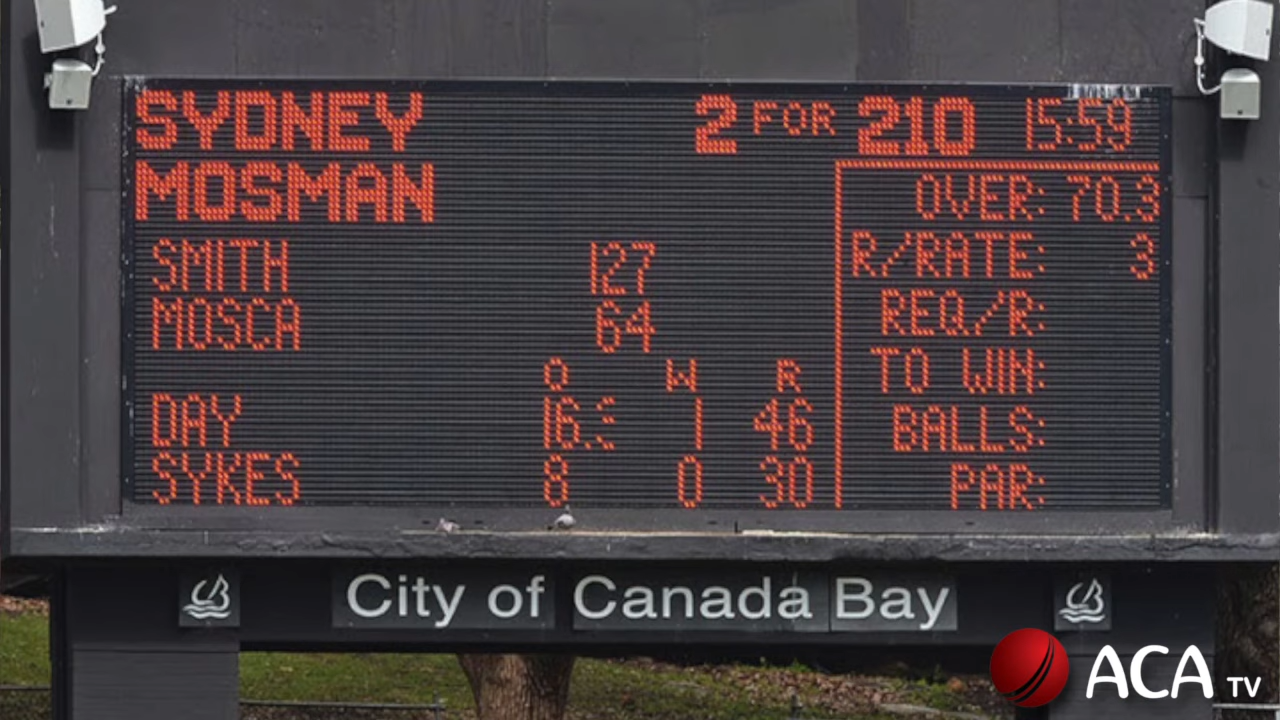 SYDNEY 2 FOR 210 15:59
MOSMAN
OVER: 70.3
SMITH 127
R/RATE: 3
MOSCA 64
REQ/R:
O W R
TO WIN:
DAY 1 46
BALLS:
SYKES 8 0 30
PAR:
City of Canada Bay
ACA TV